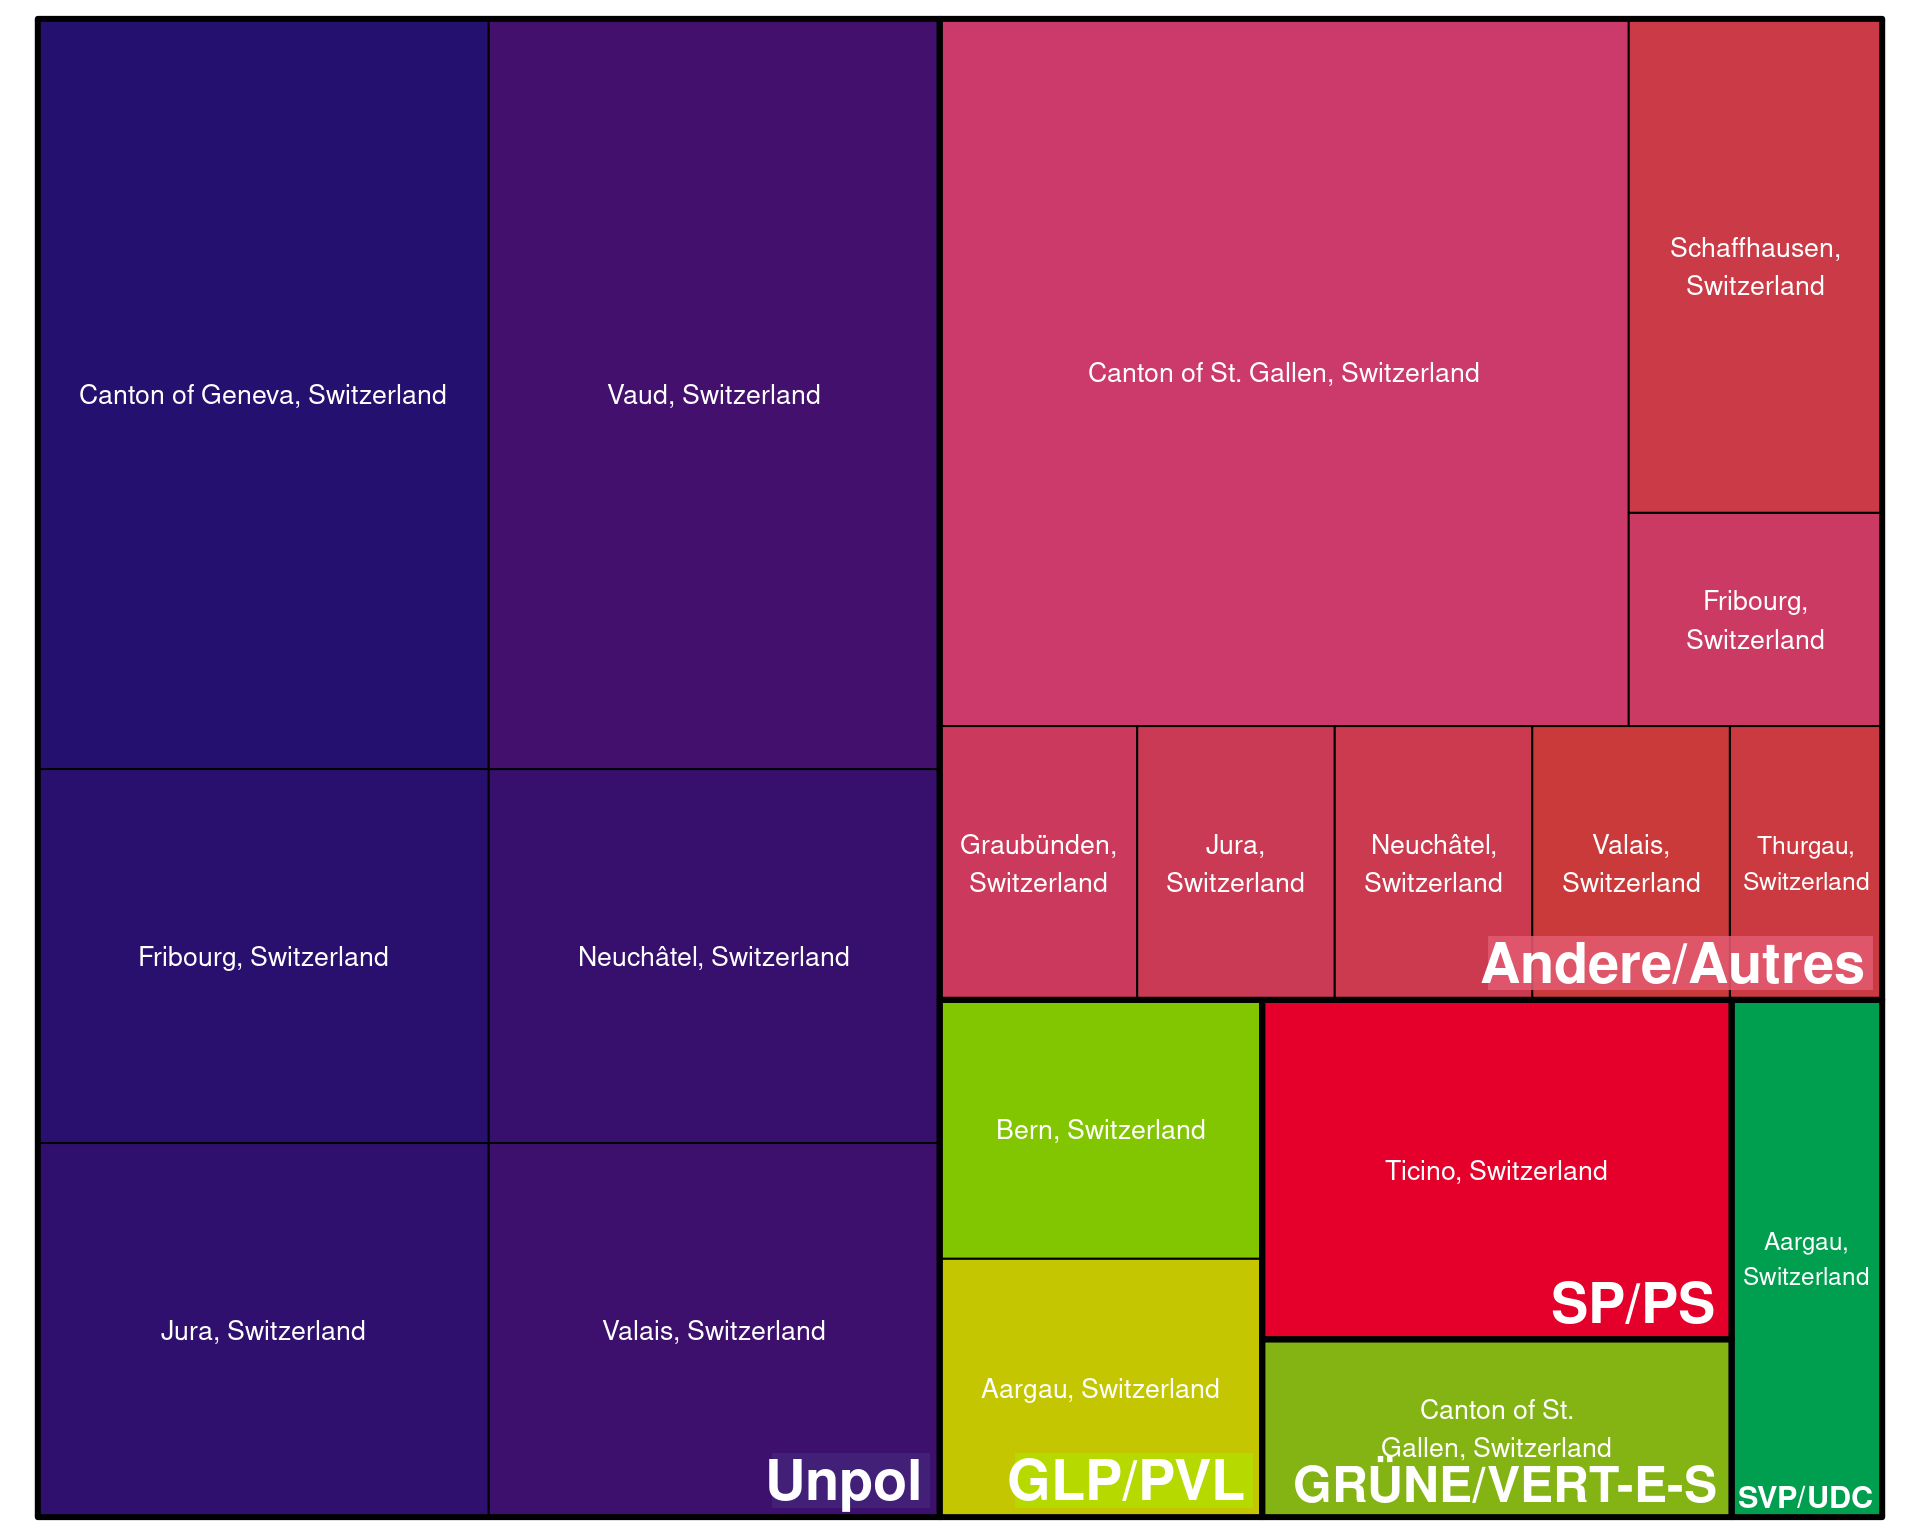 Canton of Geneva, Switzerland
Vaud, Switzerland
Fribourg, Switzerland
Neuchâtel, Switzerland
Jura, Switzerland
Valais, Switzerland
Unpol
Canton of St. Gallen, Switzerland
Schaffhausen,
Switzerland
Fribourg,
Switzerland
Graubünden,
Switzerland
Jura,
Switzerland
Neuchâtel,
Switzerland
Valais,
Switzerland
Thurgau,
Switzerland
Andere/Autres
Bern, Switzerland
Aargau, Switzerland
GLP/PVL
Ticino, Switzerland
SP/PS
Canton of St.
Gallen, Switzerland
GRÜNE/VERT-E-S
Aargau,
Switzerland
SVP/UDC